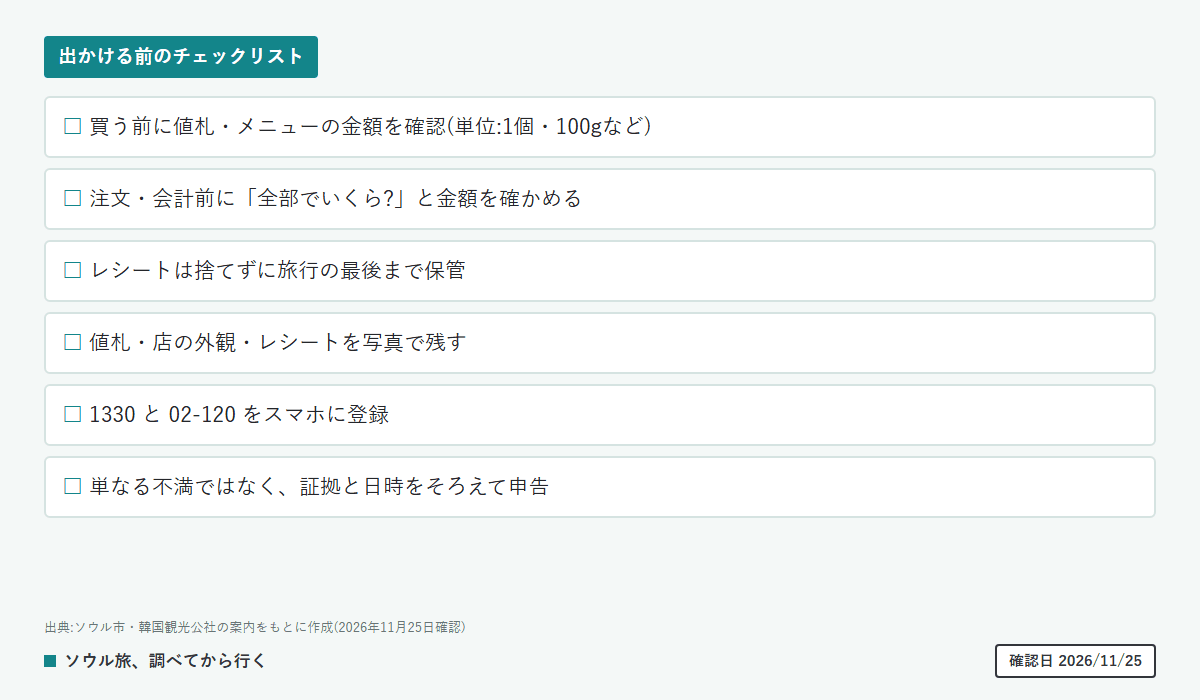 出かける前のチェックリスト
□ 買う前に値札・メニューの金額を確認(単位:1個・100gなど)
□ 注文・会計前に「全部でいくら?」と金額を確かめる
□ レシートは捨てずに旅行の最後まで保管
□ 値札・店の外観・レシートを写真で残す
□ 1330 と 02-120 をスマホに登録
□ 単なる不満ではなく、証拠と日時をそろえて申告
出典:ソウル市・韓国観光公社の案内をもとに作成(2026年11月25日確認)
■ ソウル旅、調べてから行く
確認日 2026/11/25